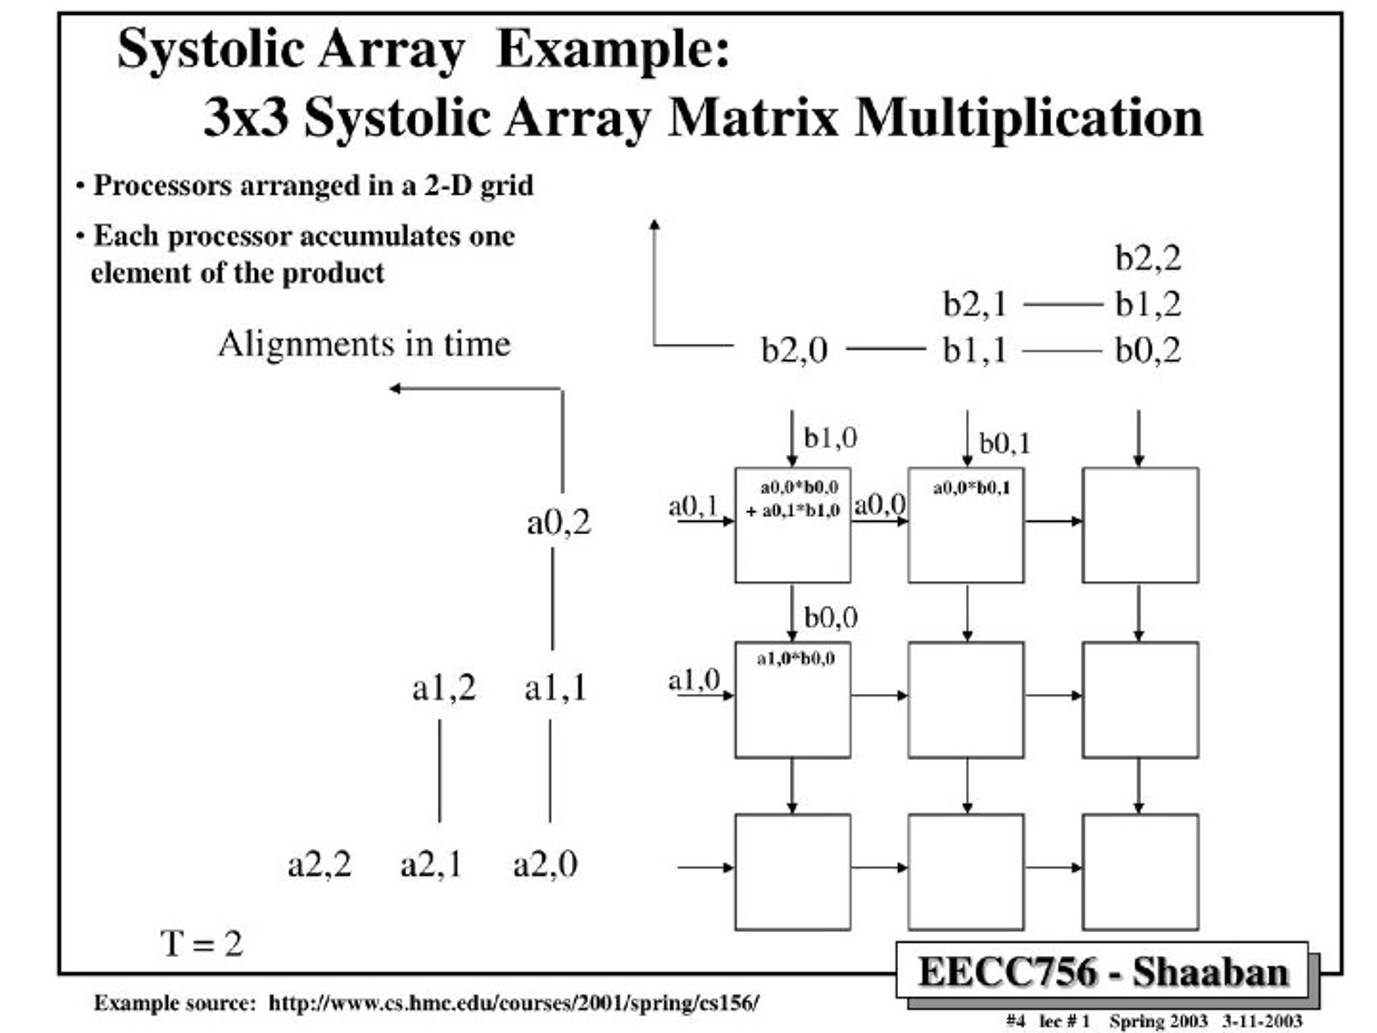 Systolic Array Example:
3x3 Systolic Array Matrix Multiplication
• Processors arranged in a 2-D grid
• Each processor accumulates one
element of the product
Alignments in time
b2,2
b2,1 b1,2
b2,0 b1,1 b0,2
b1,0 b0,1
a0,2 a0,1 a0,0*b0,0 a0,0 a0,0*b0,1
+ a0,1*b1,0
b0,0
a1,2 a1,1 a1,0 a1,0*b0,0
a2,2 a2,1 a2,0
T = 2
EECC756 - Shaaban
Example source: http://www.cs.hmc.edu/courses/2001/spring/cs156/
#4 lec # 1 Spring 2003 3-11-2003